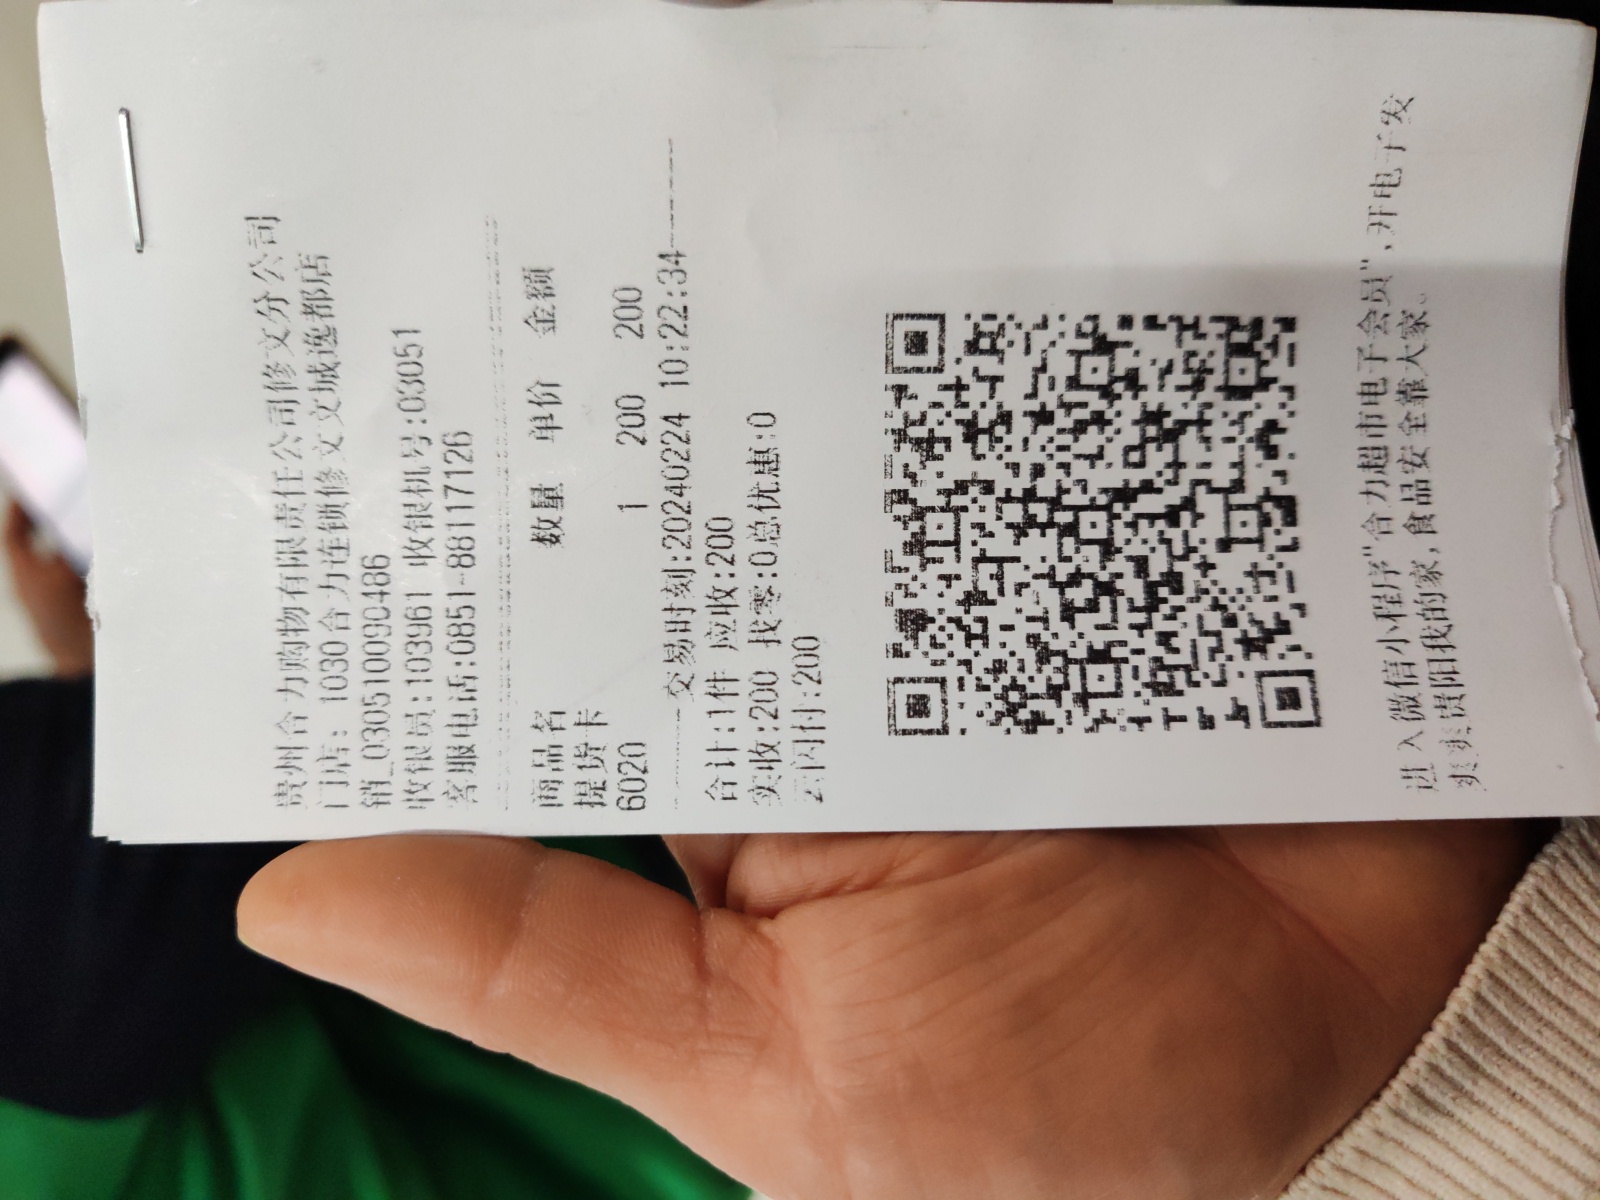 贵州合力购物有限责任公司修文分公司
门店: 1030合力连锁修文文城逸都店
销_030510090486
收银员:103961 收银机号:03051
客服电话:0851-88117126
商品名 数量 单价 金额
提货卡
6020 1 200 200
交易时刻:20240224 10:22:34
合计:1件 应收:200
实收:200 找零:0总优惠:0
云闪付:200
进入微信小程序"合力超市电子会员",开电子发
爽爽贵阳我的家,食品安全靠大家。